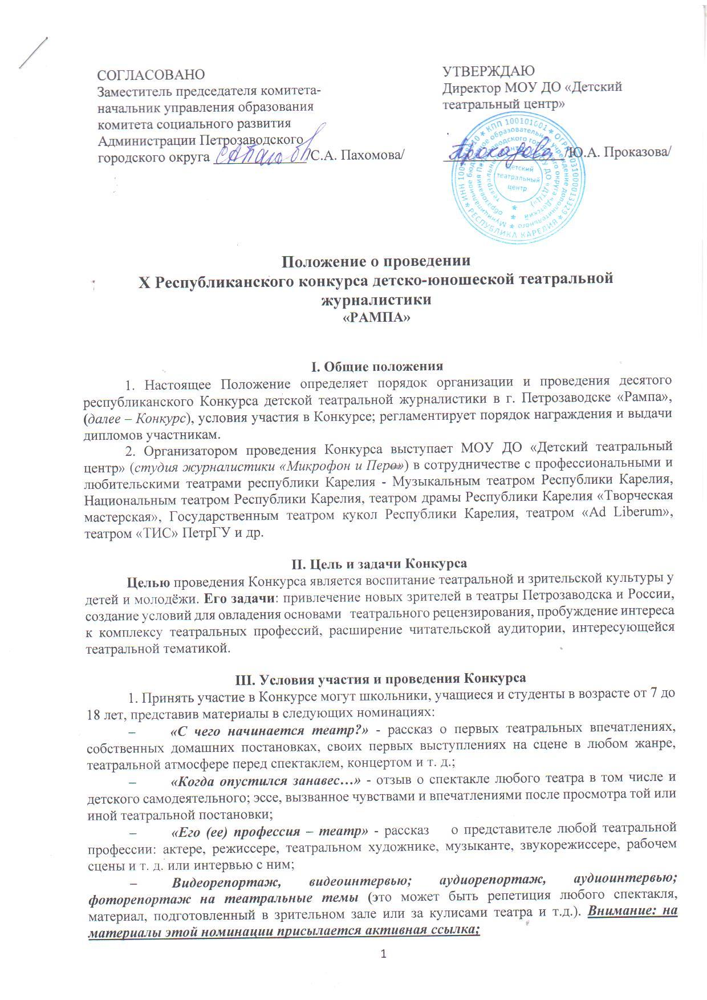 СОГЛАСОВАНО
Заместитель председателя комитета-
начальник управления образования
комитета социального развития
Администрации Петрозаводского
городского округа /С.А. Пахомова/
УТВЕРЖДАЮ
Директор МОУ ДО «Детский
театральный центр»
Проказова /Ю.А. Проказова/
КПП 100101001
РЕСПУБЛИКА КАРЕЛИЯ
Детский
театральный
центр
Положение о проведении
X Республиканского конкурса детско-юношеской театральной
журналистики
«РАМПА»
I. Общие положения
1. Настоящее Положение определяет порядок организации и проведения десятого
республиканского Конкурса детской театральной журналистики в г. Петрозаводске «Рампа»,
(далее – Конкурс), условия участия в Конкурсе; регламентирует порядок награждения и выдачи
дипломов участникам.
2. Организатором проведения Конкурса выступает МОУ ДО «Детский театральный
центр» (студия журналистики «Микрофон и Перо») в сотрудничестве с профессиональными и
любительскими театрами республики Карелия - Музыкальным театром Республики Карелия,
Национальным театром Республики Карелия, театром драмы Республики Карелия «Творческая
мастерская», Государственным театром кукол Республики Карелия, театром «Ad Liberum»,
театром «ТИС» ПетрГУ и др.
II. Цель и задачи Конкурса
Целью проведения Конкурса является воспитание театральной и зрительской культуры у
детей и молодёжи. Его задачи: привлечение новых зрителей в театры Петрозаводска и России,
создание условий для овладения основами театрального рецензирования, пробуждение интереса
к комплексу театральных профессий, расширение читательской аудитории, интересующейся
театральной тематикой.
III. Условия участия и проведения Конкурса
1. Принять участие в Конкурсе могут школьники, учащиеся и студенты в возрасте от 7 до
18 лет, представив материалы в следующих номинациях:
– «С чего начинается театр?» - рассказ о первых театральных впечатлениях,
собственных домашних постановках, своих первых выступлениях на сцене в любом жанре,
театральной атмосфере перед спектаклем, концертом и т. д.;
– «Когда опустился занавес…» - отзыв о спектакле любого театра в том числе и
детского самодеятельного; эссе, вызванное чувствами и впечатлениями после просмотра той или
иной театральной постановки;
– «Его (ее) профессия – театр» - рассказ о представителе любой театральной
профессии: актере, режиссере, театральном художнике, музыканте, звукорежиссере, рабочем
сцены и т. д. или интервью с ним;
– Видеорепортаж, видеоинтервью; аудиорепортаж, аудиоинтервью;
фоторепортаж на театральные темы (это может быть репетиция любого спектакля,
материал, подготовленный в зрительном зале или за кулисами театра и т.д.). Внимание: на
материалы этой номинации присылается активная ссылка;
1